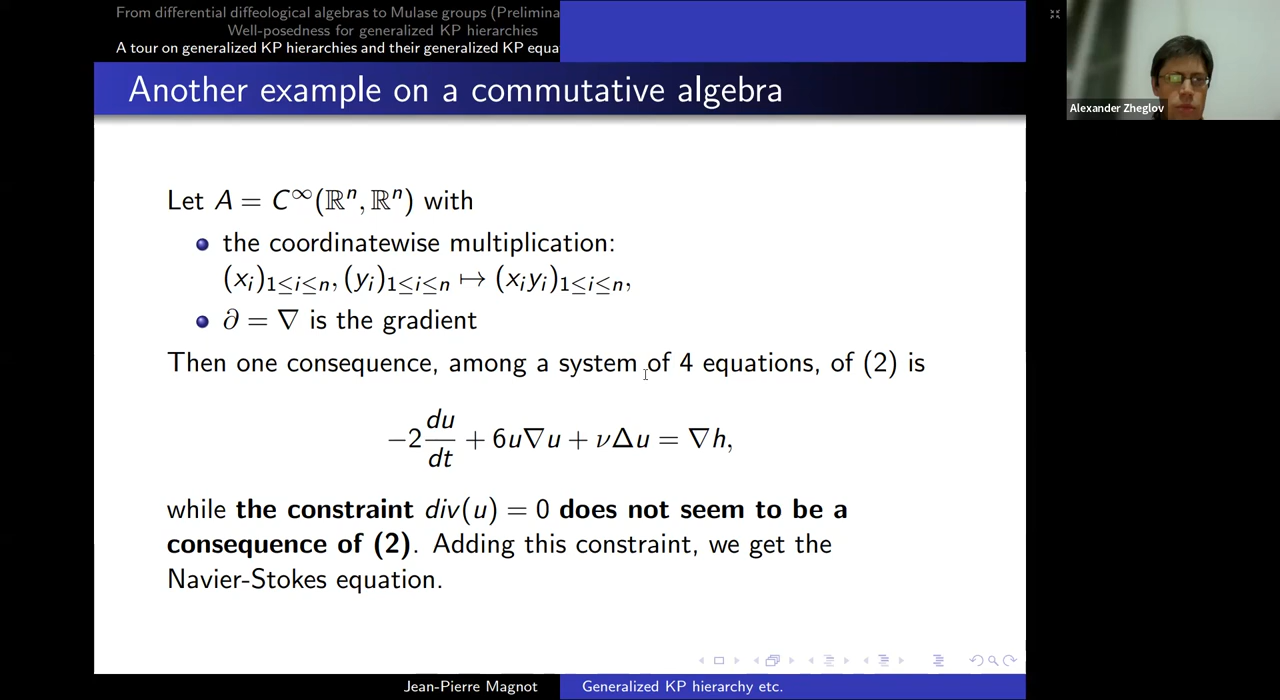 From differential diffeological algebras to Mulase groups (Prelimina
Well-posedness for generalized KP hierarchies
A tour on generalized KP hierarchies and their generalized KP equa
Another example on a commutative algebra
Alexander Zheglov
Let A = C^∞(ℝ^n, ℝ^n) with
the coordinatewise multiplication:
(x_i)_{1≤i≤n}, (y_i)_{1≤i≤n} ↦ (x_i y_i)_{1≤i≤n},
∂ = ∇ is the gradient
Then one consequence, among a system of 4 equations, of (2) is
−2 du/dt + 6u∇u + νΔu = ∇h,
while the constraint div(u) = 0 does not seem to be a
consequence of (2). Adding this constraint, we get the
Navier-Stokes equation.
Jean-Pierre Magnot
Generalized KP hierarchy etc.